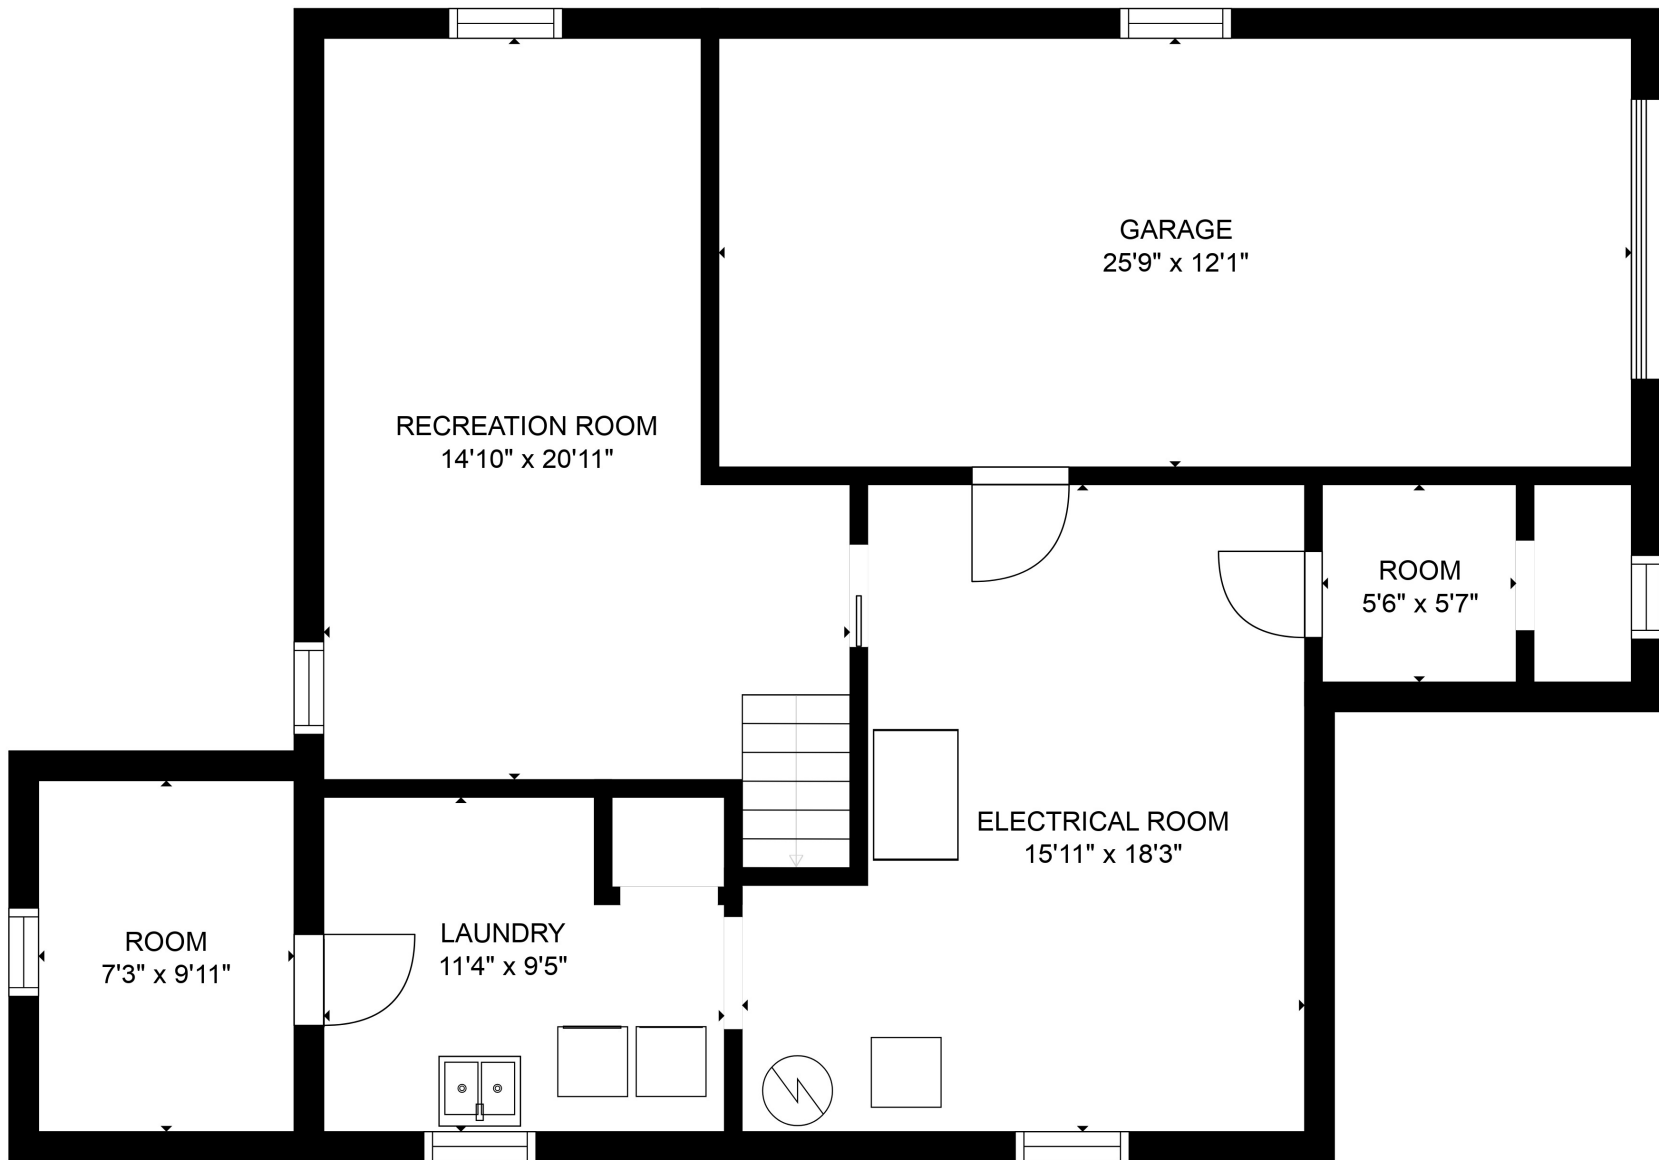 GARAGE
25'9" x 12'1"
RECREATION ROOM
14'10" x 20'11"
ROOM
5'6" x 5'7"
ELECTRICAL ROOM
15'11" x 18'3"
LAUNDRY
11'4" x 9'5"
ROOM
7'3" x 9'11"